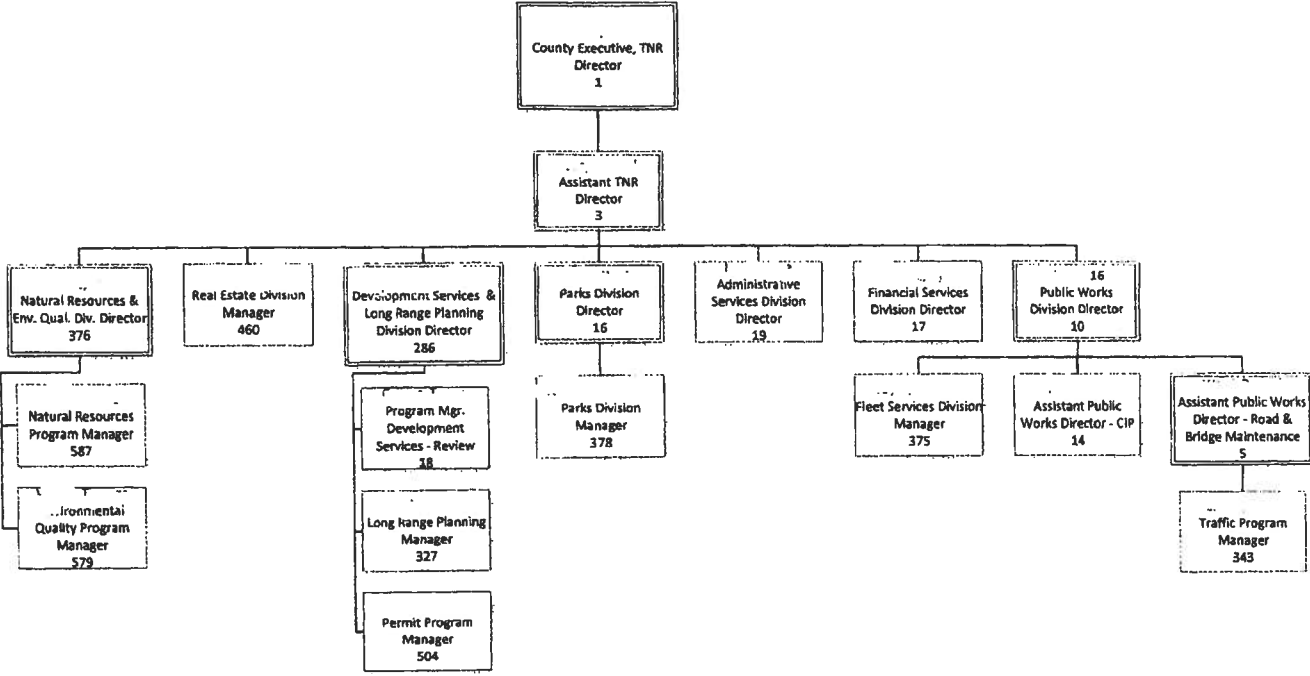 County Executive, TNR
Director
1
Assistant TNR
Director
3
Natural Resources &
Env. Qual. Div. Director
376
Real Estate Division
Manager
460
Development Services &
Long Range Planning
Division Director
286
Parks Division
Director
16
Administrative
Services Division
Director
19
Financial Services
Division Director
17
16
Public Works
Division Director
10
Natural Resources
Program Manager
587
Program Mgr.
Development
Services - Review
18
Parks Division
Manager
378
Fleet Services Division
Manager
375
Assistant Public
Works Director - CIP
14
Assistant Public Works
Director - Road &
Bridge Maintenance
5
Quality Program
Manager
579
Long Range Planning
Manager
327
Traffic Program
Manager
343
Permit Program
Manager
504